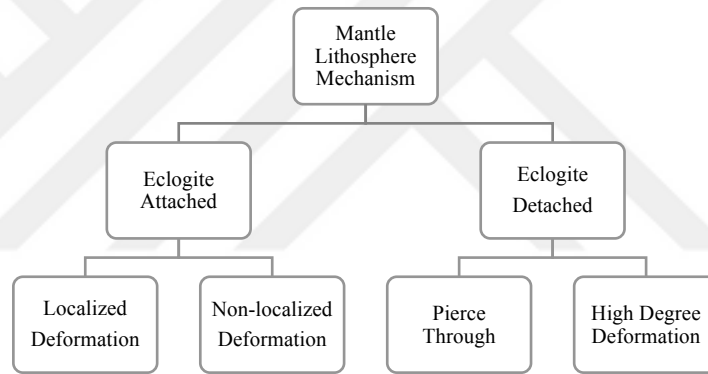 Mantle
Lithosphere
Mechanism
Eclogite
Attached
Eclogite
Detached
Localized
Deformation
Non-localized
Deformation
Pierce
Through
High Degree
Deformation